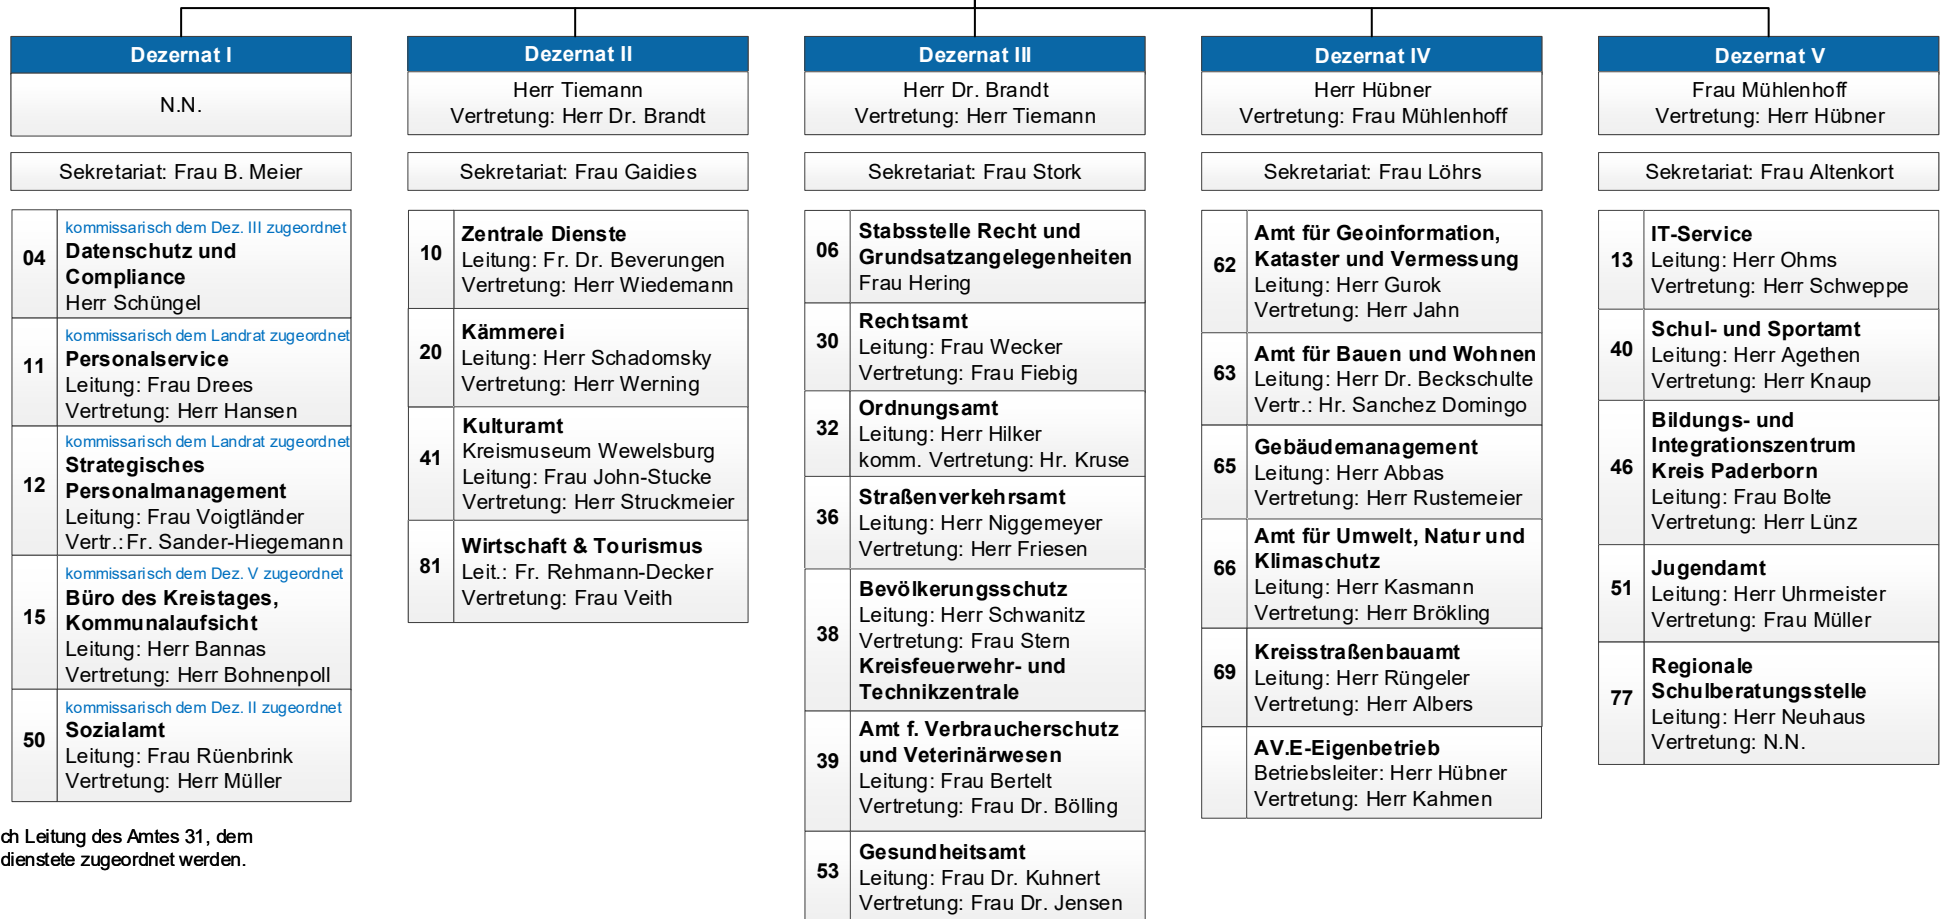 Dezernat I
N.N.
Sekretariat: Frau B. Meier
04
kommissarisch dem Dez. III zugeordnet
Datenschutz und
Compliance
Herr Schüngel
11
kommissarisch dem Landrat zugeordnet
Personalservice
Leitung: Frau Drees
Vertretung: Herr Hansen
12
kommissarisch dem Landrat zugeordnet
Strategisches
Personalmanagement
Leitung: Frau Voigtländer
Vertr.: Fr. Sander-Hiegemann
15
kommissarisch dem Dez. V zugeordnet
Büro des Kreistages,
Kommunalaufsicht
Leitung: Herr Bannas
Vertretung: Herr Bohnenpoll
50
kommissarisch dem Dez. II zugeordnet
Sozialamt
Leitung: Frau Rüenbrink
Vertretung: Herr Müller
ch Leitung des Amtes 31, dem
dienstete zugeordnet werden.
Dezernat II
Herr Tiemann
Vertretung: Herr Dr. Brandt
Sekretariat: Frau Gaidies
10
Zentrale Dienste
Leitung: Fr. Dr. Beverungen
Vertretung: Herr Wiedemann
20
Kämmerei
Leitung: Herr Schadomsky
Vertretung: Herr Werning
41
Kulturamt
Kreismuseum Wewelsburg
Leitung: Frau John-Stucke
Vertretung: Herr Struckmeier
81
Wirtschaft & Tourismus
Leit.: Fr. Rehmann-Decker
Vertretung: Frau Veith
Dezernat III
Herr Dr. Brandt
Vertretung: Herr Tiemann
Sekretariat: Frau Stork
06
Stabsstelle Recht und
Grundsatzangelegenheiten
Frau Hering
30
Rechtsamt
Leitung: Frau Wecker
Vertretung: Frau Fiebig
32
Ordnungsamt
Leitung: Herr Hilker
komm. Vertretung: Hr. Kruse
36
Straßenverkehrsamt
Leitung: Herr Niggemeyer
Vertretung: Herr Friesen
38
Bevölkerungsschutz
Leitung: Herr Schwanitz
Vertretung: Frau Stern
Kreisfeuerwehr- und
Technikzentrale
39
Amt f. Verbraucherschutz
und Veterinärwesen
Leitung: Frau Bertelt
Vertretung: Frau Dr. Bölling
53
Gesundheitsamt
Leitung: Frau Dr. Kuhnert
Vertretung: Frau Dr. Jensen
Dezernat IV
Herr Hübner
Vertretung: Frau Mühlenhoff
Sekretariat: Frau Löhrs
62
Amt für Geoinformation,
Kataster und Vermessung
Leitung: Herr Gurok
Vertretung: Herr Jahn
63
Amt für Bauen und Wohnen
Leitung: Herr Dr. Beckschulte
Vertr.: Hr. Sanchez Domingo
65
Gebäudemanagement
Leitung: Herr Abbas
Vertretung: Herr Rustemeier
66
Amt für Umwelt, Natur und
Klimaschutz
Leitung: Herr Kasmann
Vertretung: Herr Brökling
69
Kreisstraßenbauamt
Leitung: Herr Rüngeler
Vertretung: Herr Albers
AV.E-Eigenbetrieb
Betriebsleiter: Herr Hübner
Vertretung: Herr Kahmen
Dezernat V
Frau Mühlenhoff
Vertretung: Herr Hübner
Sekretariat: Frau Altenkort
13
IT-Service
Leitung: Herr Ohms
Vertretung: Herr Schweppe
40
Schul- und Sportamt
Leitung: Herr Agethen
Vertretung: Herr Knaup
46
Bildungs- und
Integrationszentrum
Kreis Paderborn
Leitung: Frau Bolte
Vertretung: Herr Lünz
51
Jugendamt
Leitung: Herr Uhrmeister
Vertretung: Frau Müller
77
Regionale
Schulberatungsstelle
Leitung: Herr Neuhaus
Vertretung: N.N.